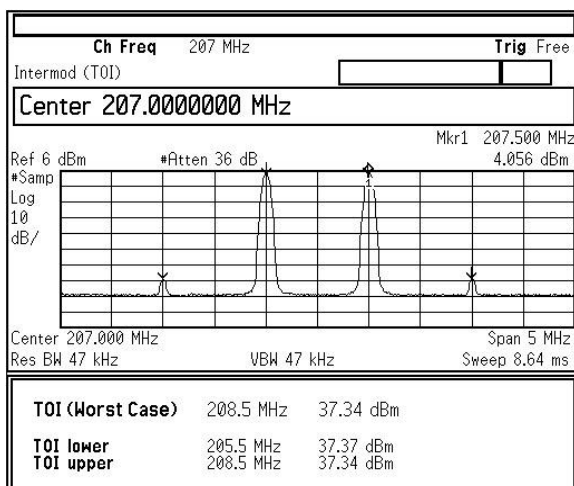 Ch Freq 207 MHz Trig Free
Intermod (TOI)
Center 207.0000000 MHz
Mkr1 207.500 MHz
Ref 6 dBm #Atten 36 dB 4.056 dBm
#Samp
Log
10
dB/
1
Center 207.000 MHz Span 5 MHz
Res BW 47 kHz VBW 47 kHz Sweep 8.64 ms
TOI (Worst Case) 208.5 MHz 37.34 dBm
TOI lower 205.5 MHz 37.37 dBm
TOI upper 208.5 MHz 37.34 dBm